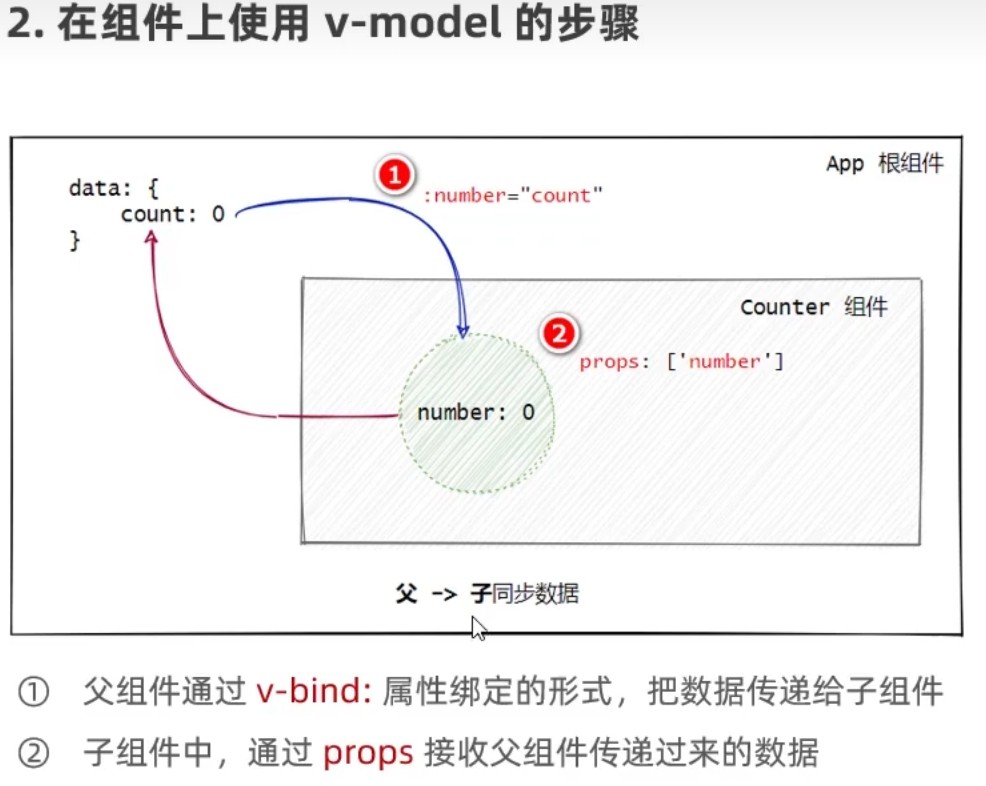 2. 在组件上使用 v-model 的步骤
App 根组件
1
:number="count"
data: {
count: 0
}
Counter 组件
2
props: ['number']
number: 0
父 -> 子同步数据
① 父组件通过 v-bind: 属性绑定的形式，把数据传递给子组件
② 子组件中，通过 props 接收父组件传递过来的数据